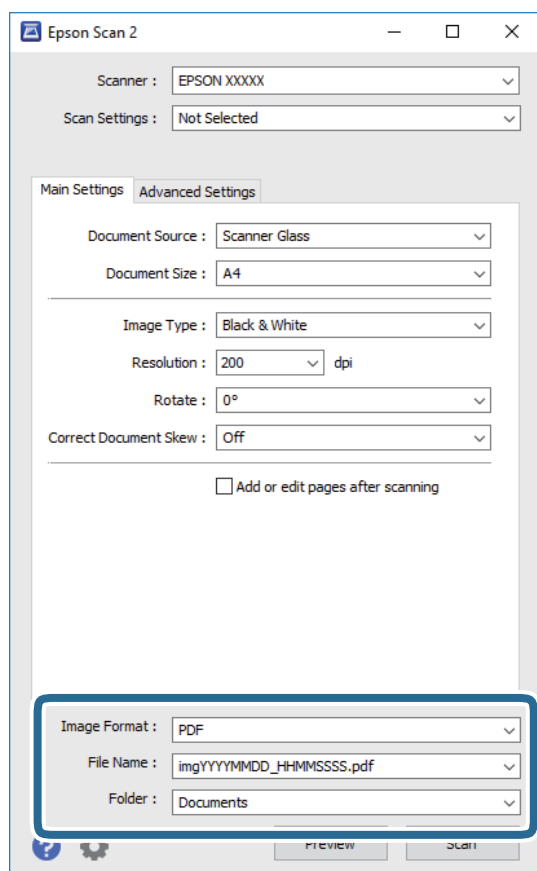 Epson Scan 2
Scanner : EPSON XXXXX
Scan Settings : Not Selected
Main Settings Advanced Settings
Document Source : Scanner Glass
Document Size : A4
Image Type : Black & White
Resolution : 200 dpi
Rotate : 0°
Correct Document Skew : Off
Add or edit pages after scanning
Image Format : PDF
File Name : imgYYYYMMDD_HHMMSSSS.pdf
Folder : Documents
? Preview Scan